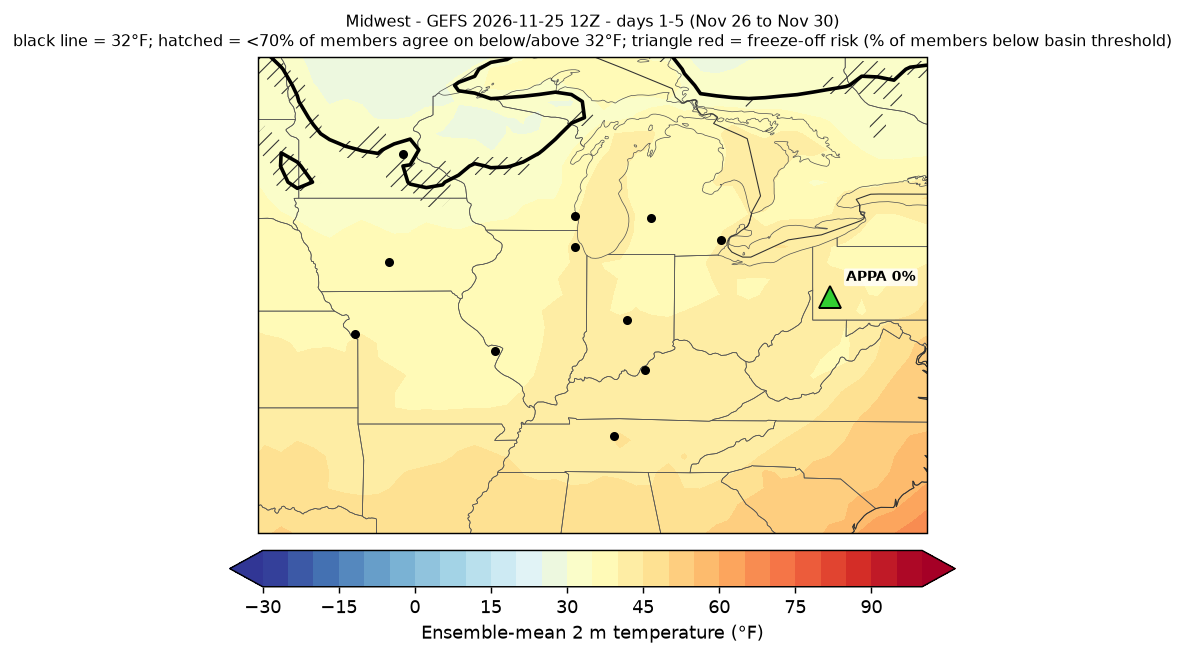 Midwest - GEFS 2026-11-25 12Z - days 1-5 (Nov 26 to Nov 30)
black line = 32°F; hatched = <70% of members agree on below/above 32°F; triangle red = freeze-off risk (% of members below basin threshold)
APPA 0%
−30 −15 0 15 30 45 60 75 90
Ensemble-mean 2 m temperature (°F)